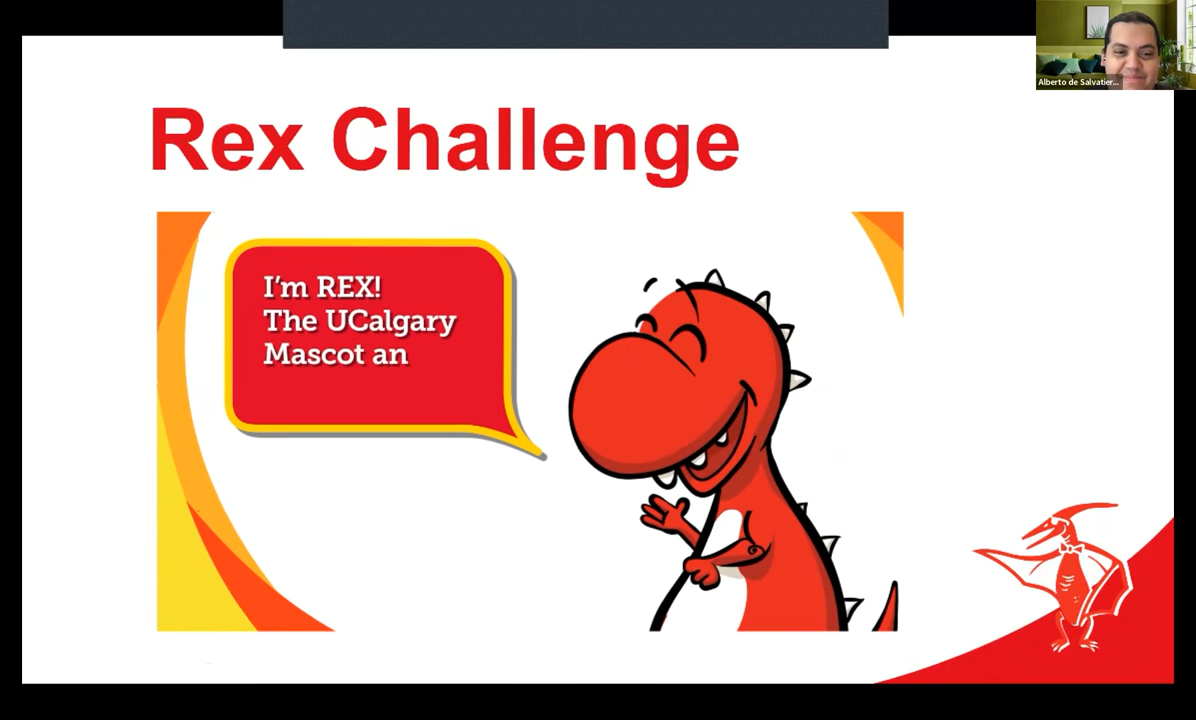 Alberto de Salvatier...
Rex Challenge
I'm REX!
The UCalgary
Mascot an